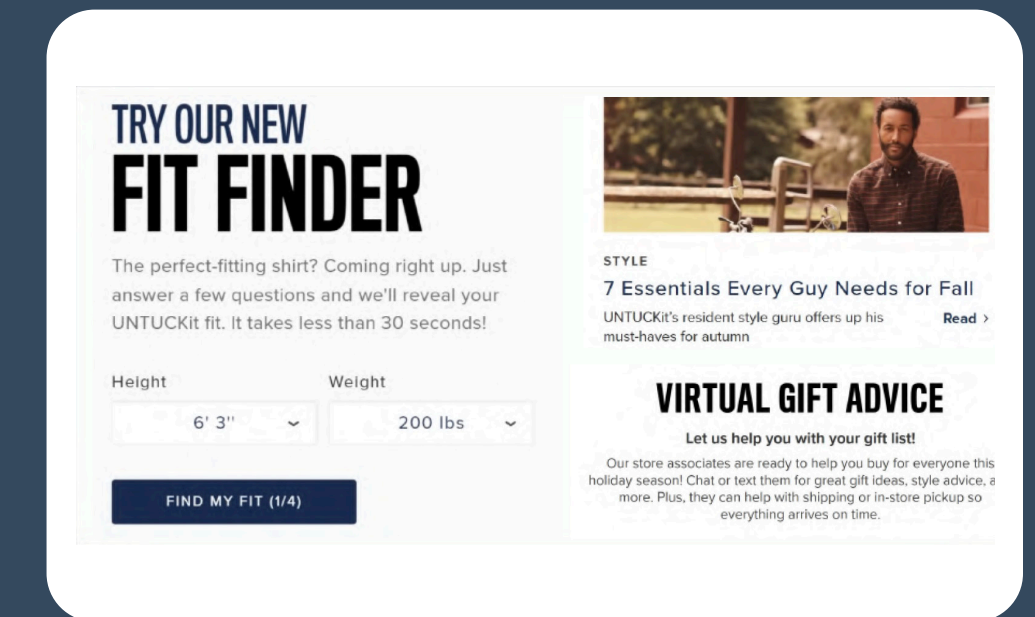 TRY OUR NEW
FIT FINDER
The perfect-fitting shirt? Coming right up. Just
answer a few questions and we'll reveal your
UNTUCKit fit. It takes less than 30 seconds!
Height
Weight
6' 3''
200 lbs
FIND MY FIT (1/4)
STYLE
7 Essentials Every Guy Needs for Fall
UNTUCKit's resident style guru offers up his
must-haves for autumn
Read >
VIRTUAL GIFT ADVICE
Let us help you with your gift list!
Our store associates are ready to help you buy for everyone this
holiday season! Chat or text them for great gift ideas, style advice, a
more. Plus, they can help with shipping or in-store pickup so
everything arrives on time.